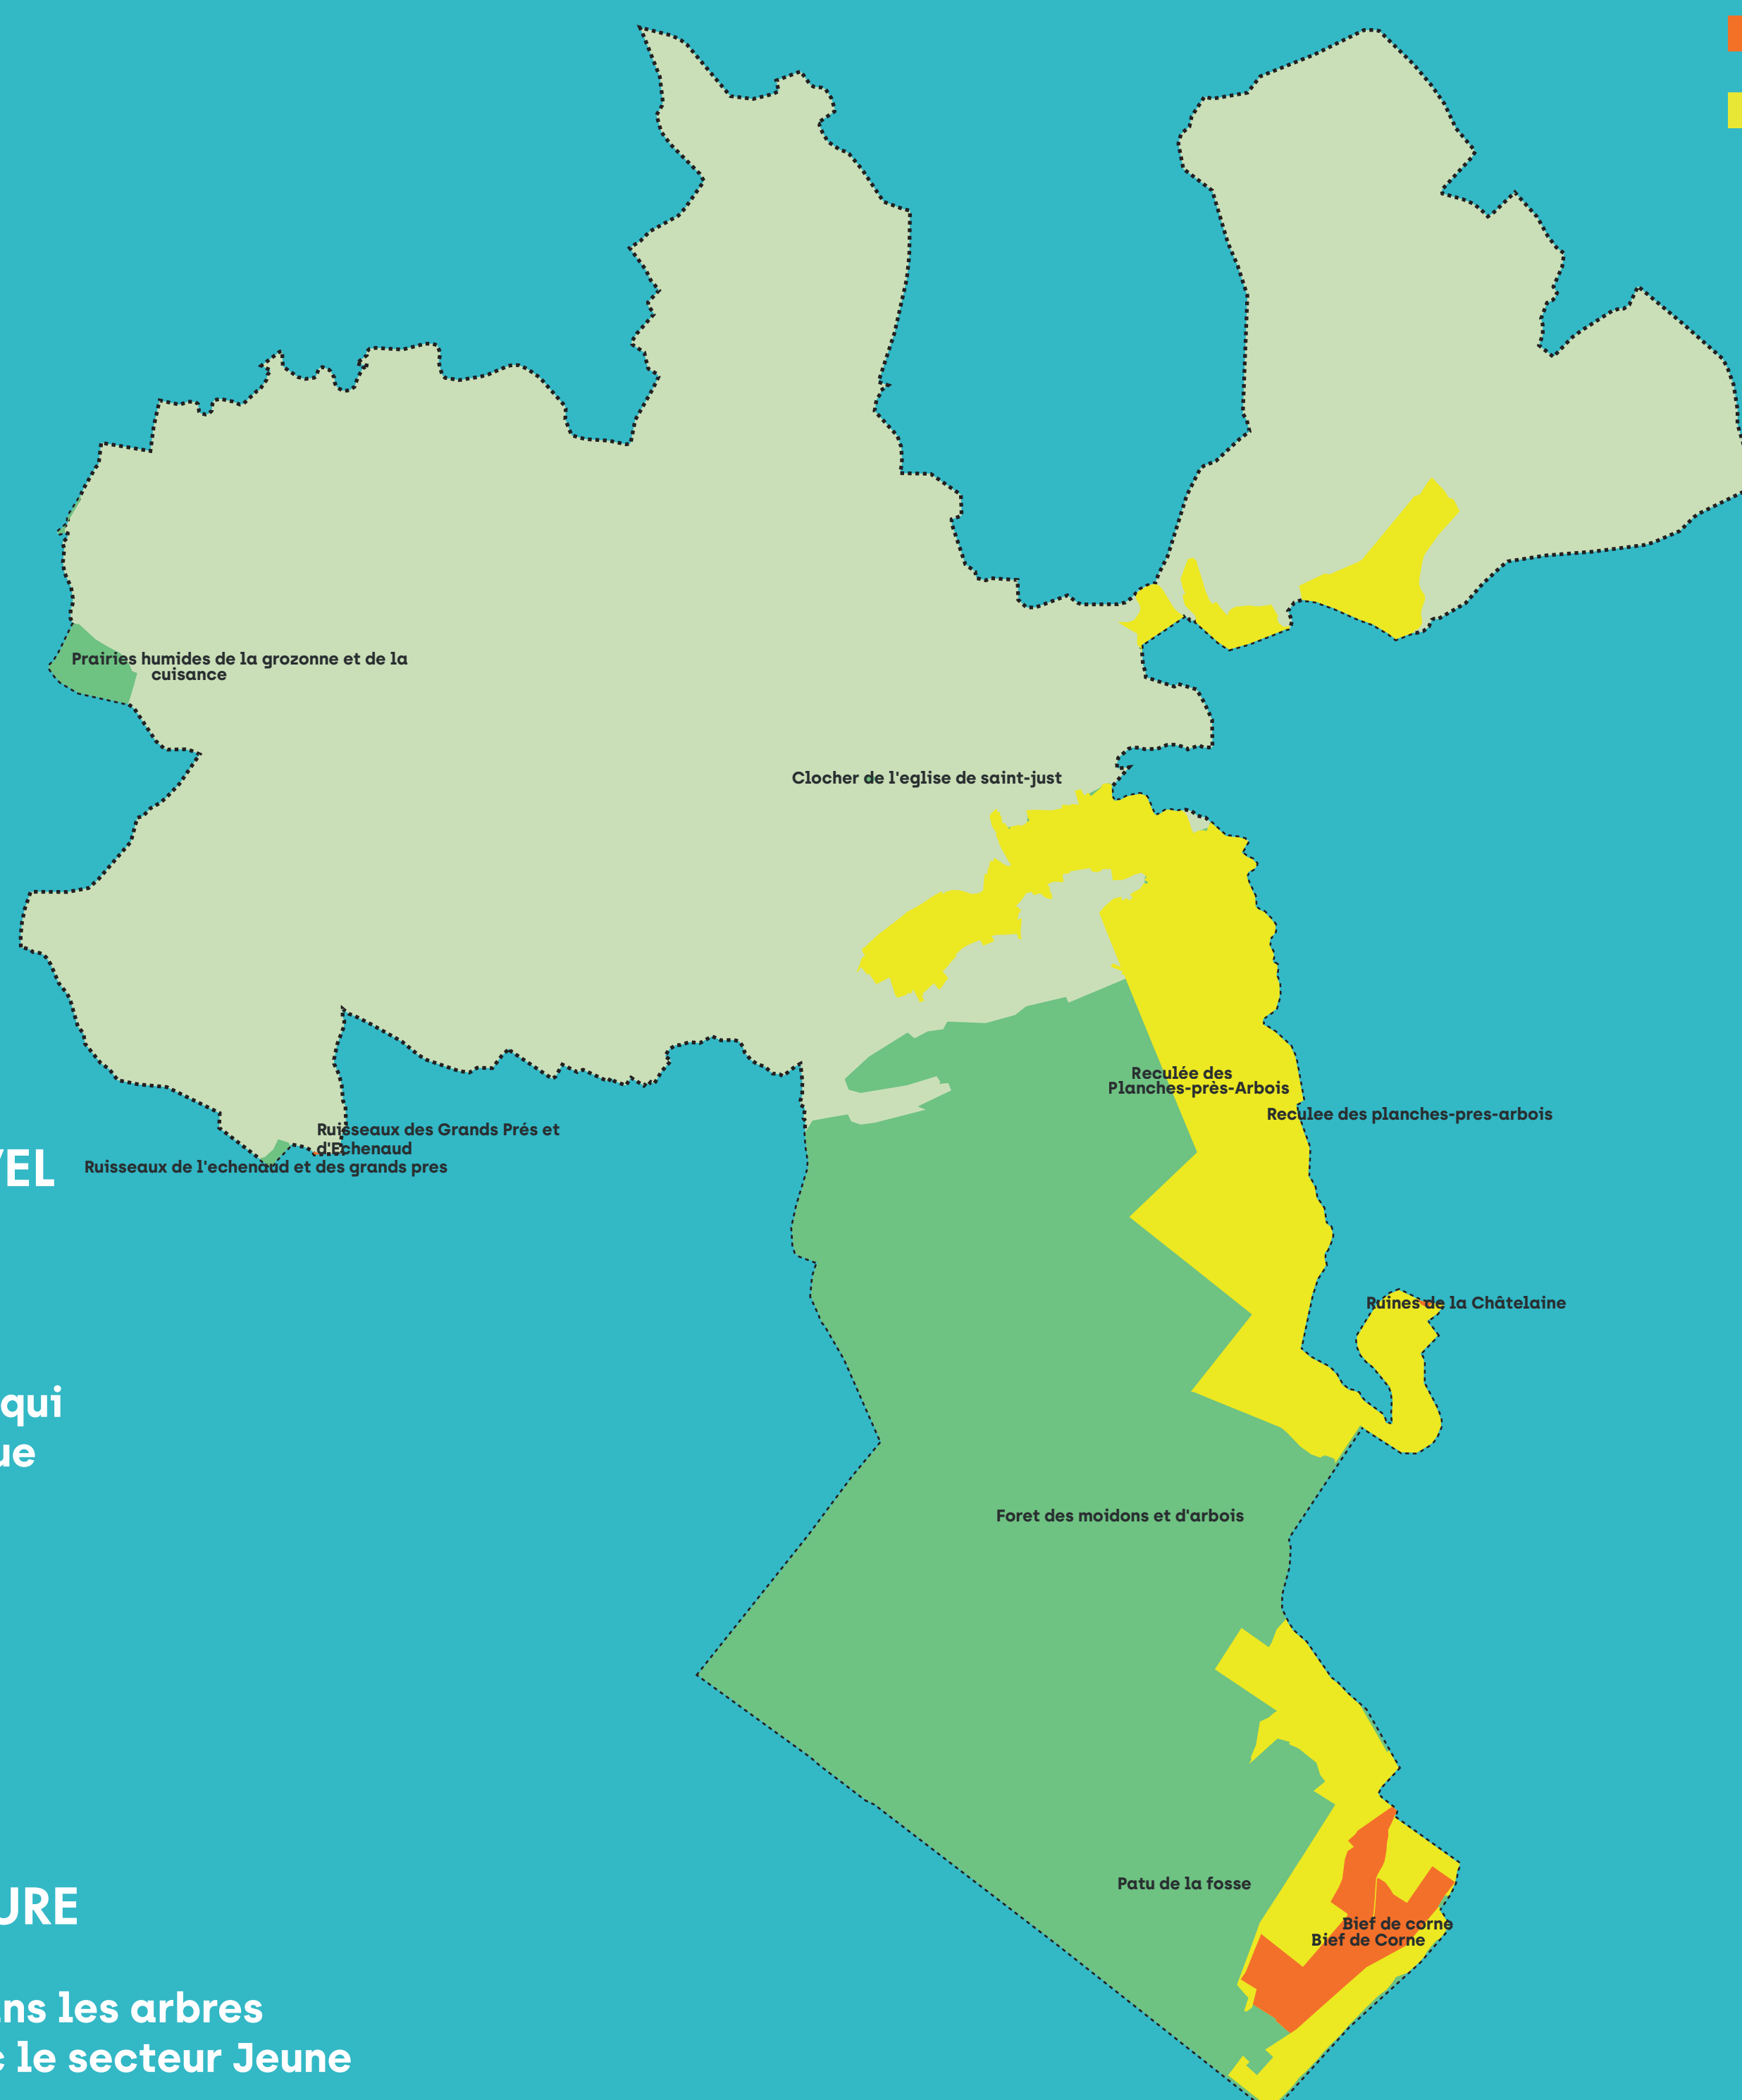 Prairies humides de la grozonne et de la
cuisance
Clocher de l'eglise de saint-just
Reculée des
Planches-près-Arbois
Reculee des planches-pres-arbois
Ruisseaux des Grands Prés et
d'Echenaud
Ruisseaux de l'echenaud et des grands pres
Ruines de la Châtelaine
qui
Foret des moidons et d'arbois
Patu de la fosse
Bief de corne
Bief de Corne
ns les arbres
le secteur Jeune